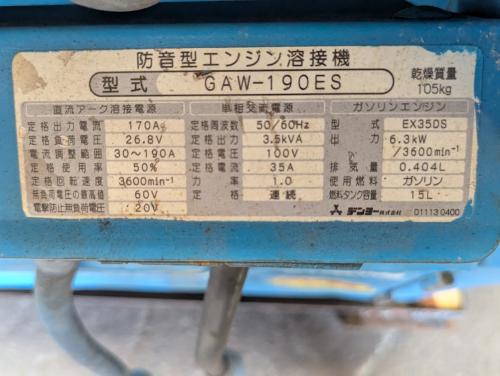 防音型エンジン溶接機
型式 GAW-190ES
乾燥質量
105kg
直流アーク溶接電源
定格出力電流 170A
定格負荷電圧 26.8V
電流調整範囲 30～190A
定格使用率 50%
定格回転速度 3600min⁻¹
無負荷電圧の最高値 60V
電撃防止無負荷電圧 20V
単相交流電源
定格周波数 50/60Hz
定格出力 3.5kVA
定格電圧 100V
定格電流 35A
力率 1.0
定格 連続
ガソリンエンジン
型式 EX35DS
出力 6.3kW
/3600min⁻¹
排気量 0.404L
使用燃料 ガソリン
燃料タンク容量 15L
デンヨー株式会社 011130400